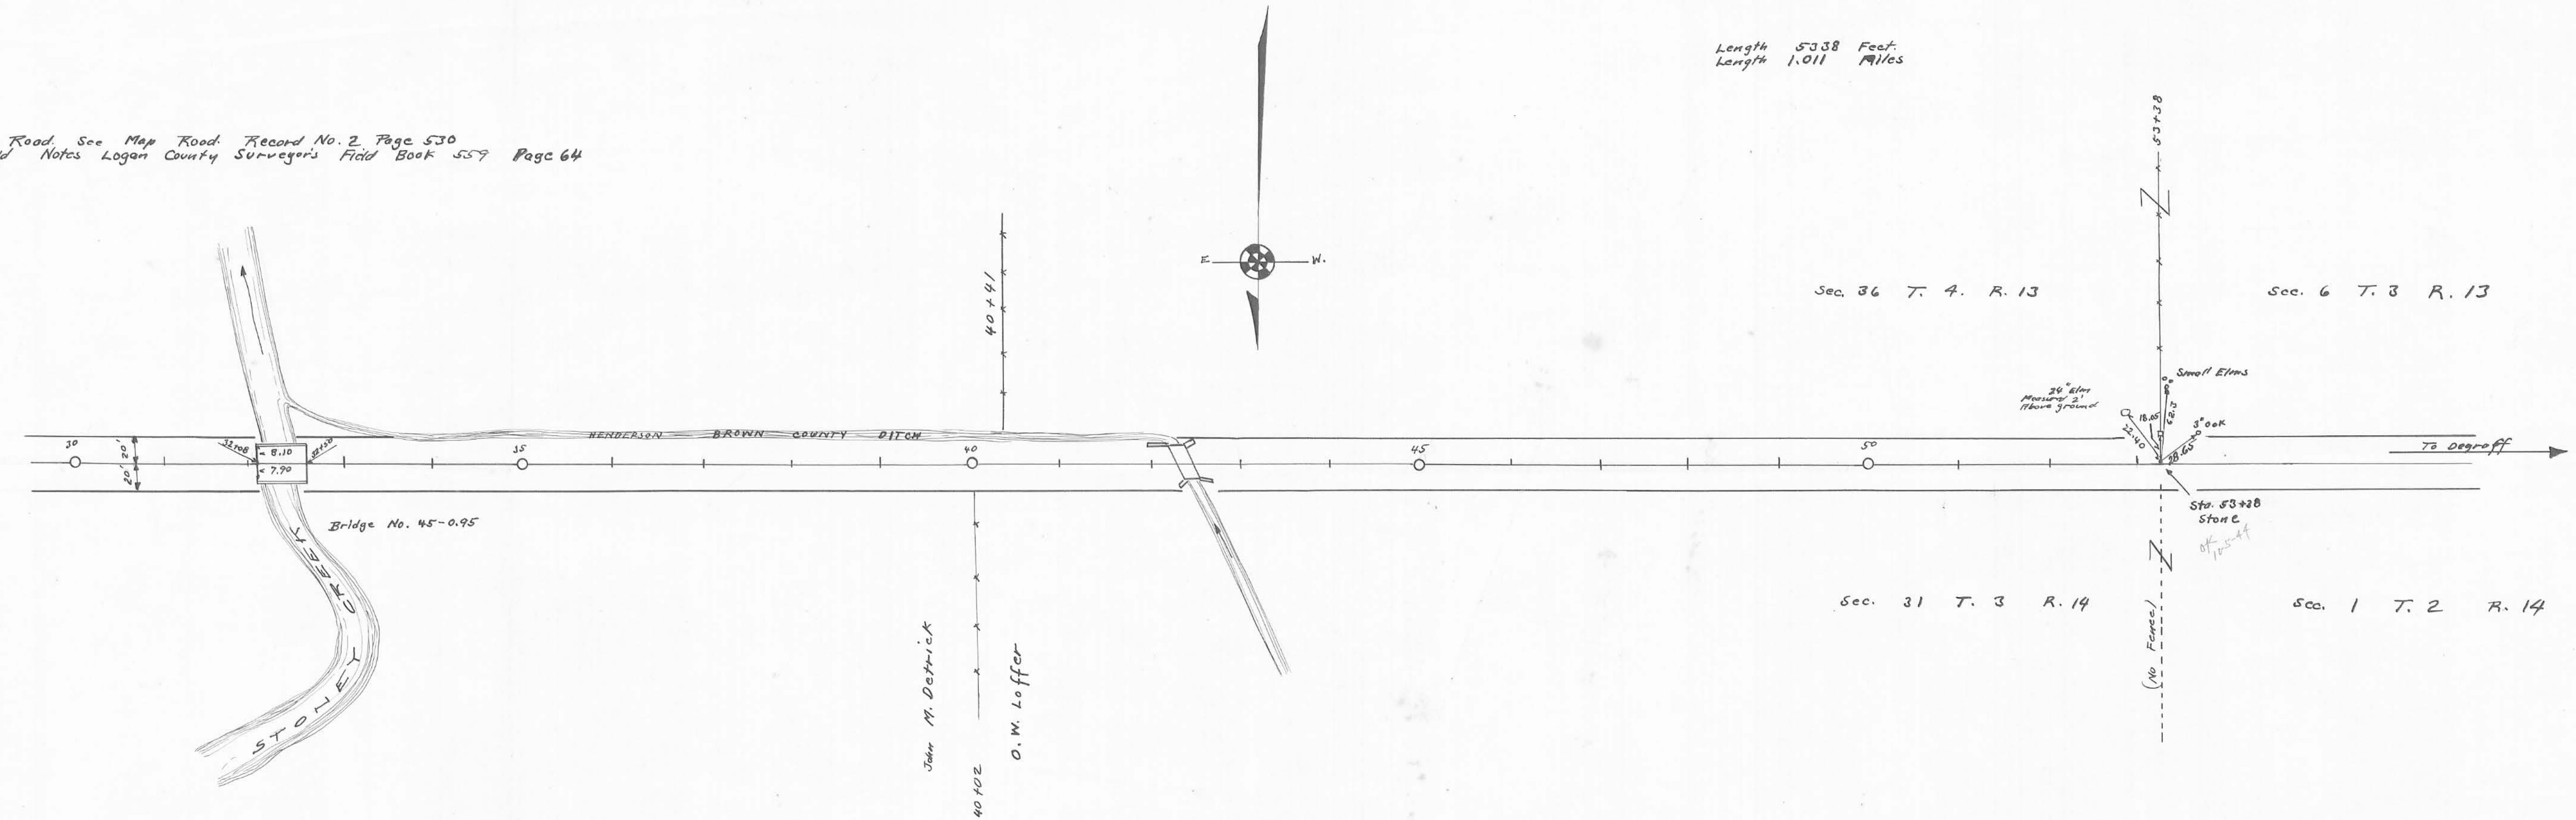 Length 5338 Feet.
Length 1.011 Miles
Road. See Map Road. Record No. 2 Page 530
Notes Logan County Surveyor's Field Book 559 Page 64
53+38
E
W.
40+41
Sec. 36 T. 4. R. 13
Sec. 6 T. 3 R. 13
Small Elms
24" Elm
Measured 2'
Above ground
18.05
62.3
3" oak
22.40
28.65
30
20' 20'
32+08
8.10
7.90
32+50
35
HENDERSON BROWN COUNTY DITCH
40
45
50
To Degraff
Bridge No. 45-0.95
Sta. 53+38
Stone
OK
STONEY CREEK
Sec. 31 T. 3 R. 14
Sec. 1 T. 2 R. 14
(No Fence)
John M. Detrick
40+02
O.W. Loffer